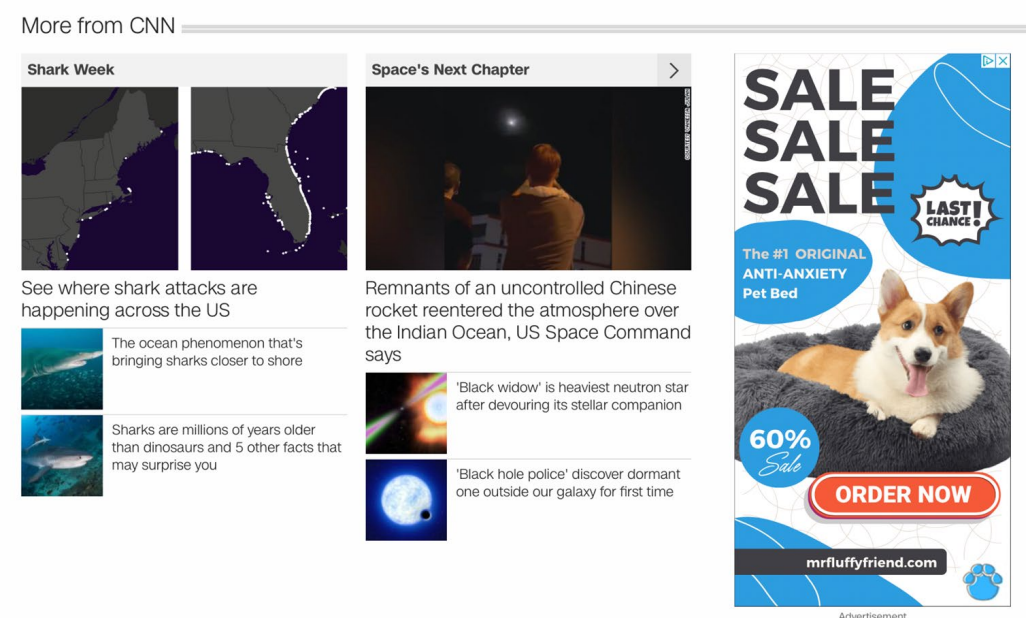 More from CNN
Shark Week
See where shark attacks are
happening across the US
The ocean phenomenon that's
bringing sharks closer to shore
Sharks are millions of years older
than dinosaurs and 5 other facts that
may surprise you
Space's Next Chapter
Remnants of an uncontrolled Chinese
rocket reentered the atmosphere over
the Indian Ocean, US Space Command
says
'Black widow' is heaviest neutron star
after devouring its stellar companion
'Black hole police' discover dormant
one outside our galaxy for first time
SALE
SALE
SALE
LAST!
CHANCE
The #1 ORIGINAL
ANTI-ANXIETY
Pet Bed
60%
Sale
ORDER NOW
mrfluffyfriend.com
Advertisement